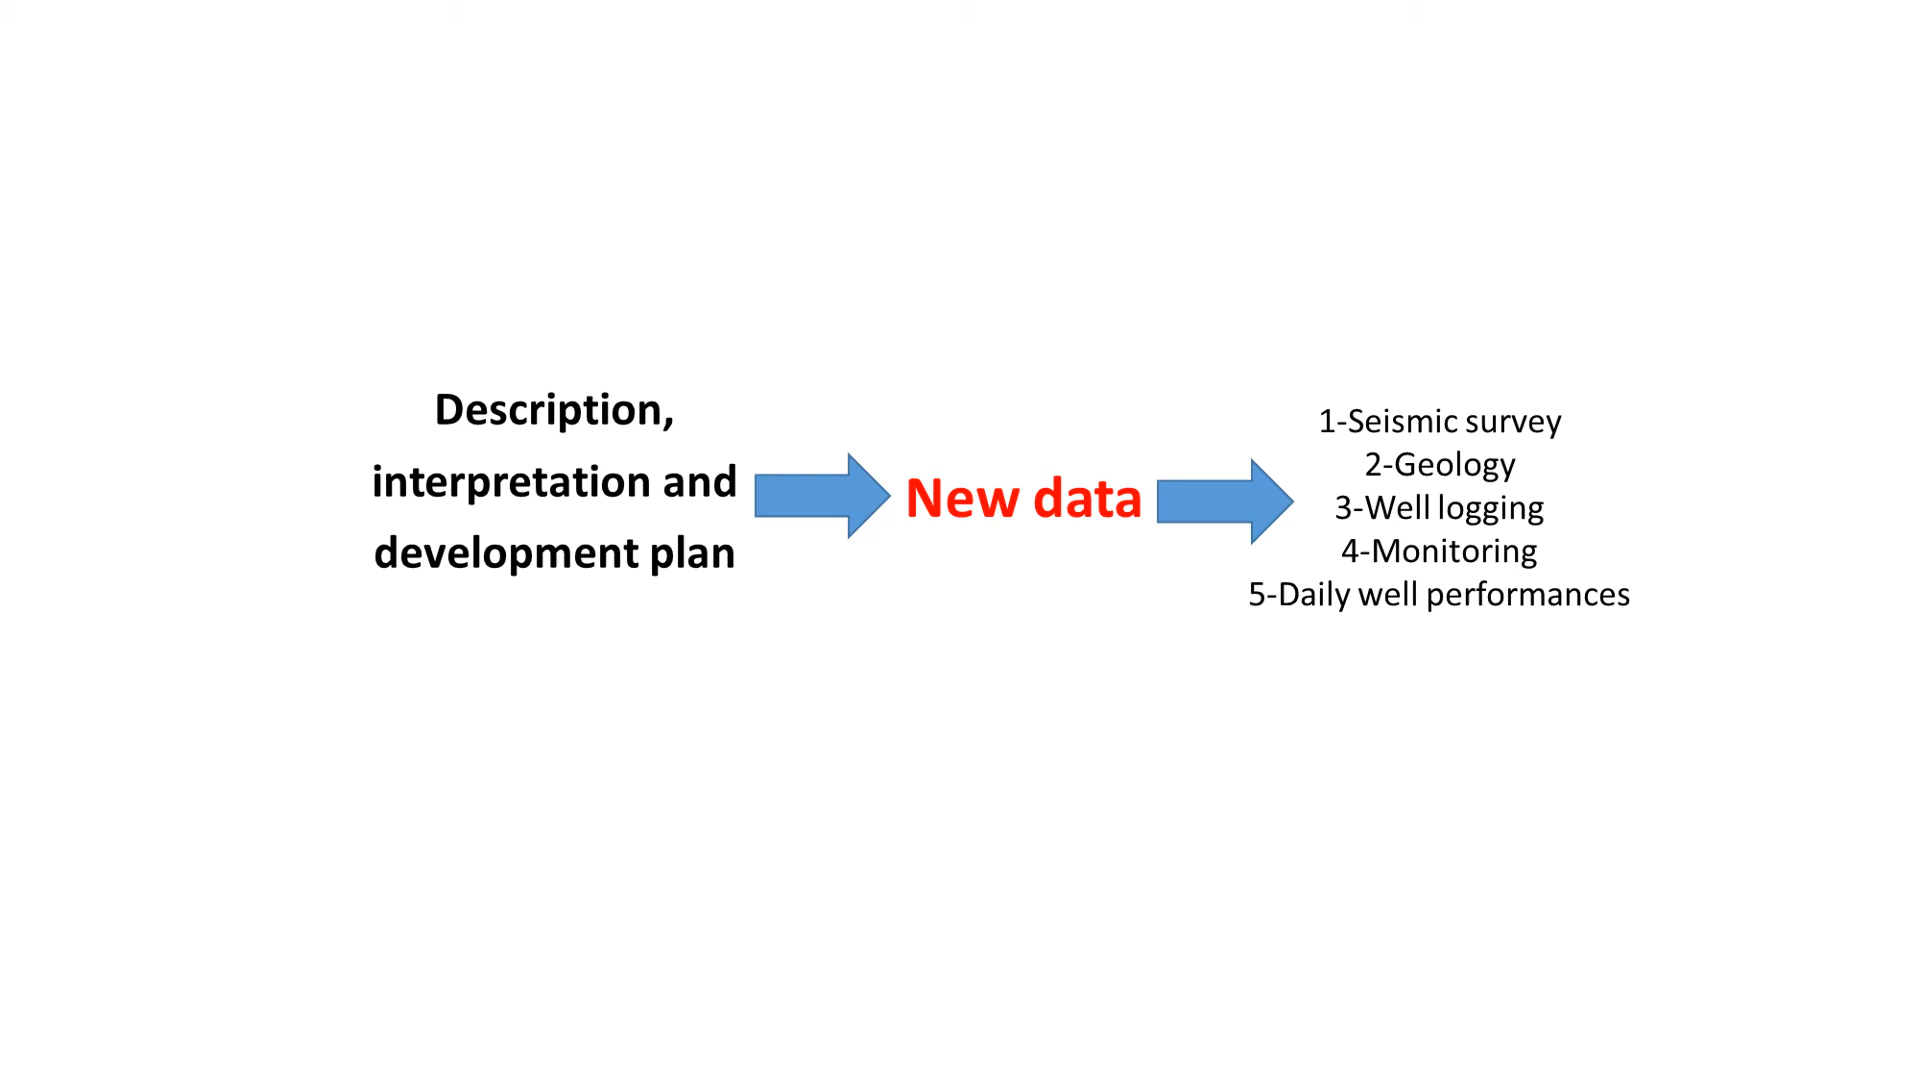 Description,
interpretation and
development plan
New data
1-Seismic survey
2-Geology
3-Well logging
4-Monitoring
5-Daily well performances